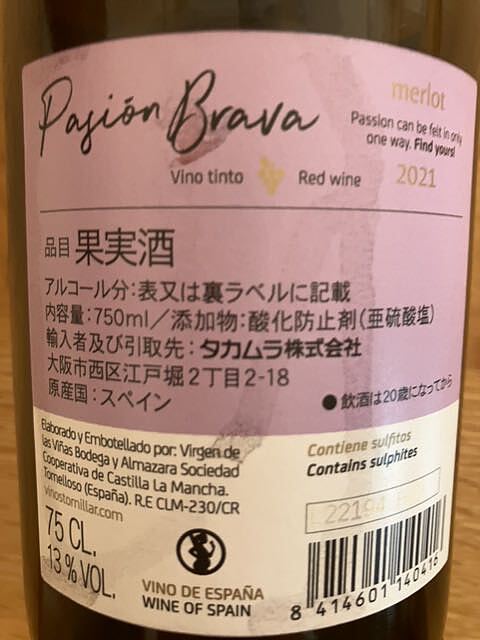 Pasión Brava
merlot
Passion can be felt in only
one way. Find yours!
2021
Vino tinto
Red wine
品目 果実酒
アルコール分:表又は裏ラベルに記載
内容量:750ml/添加物:酸化防止剤(亜硫酸塩)
輸入者及び引取先:タカムラ株式会社
大阪市西区江戸堀2丁目2-18
原産国:スペイン
●飲酒は20歳になってから
Elaborado y Embotellado por: Virgen de
las Viñas Bodega y Almazara Sociedad
Cooperativa de Castilla La Mancha.
Tomelloso (España). R.E CLM-230/CR
vinostomillar.com
Contiene sulfitos
Contains sulphites
75 CL.
13 % VOL.
VINO DE ESPAÑA
WINE OF SPAIN
8 414601 140416